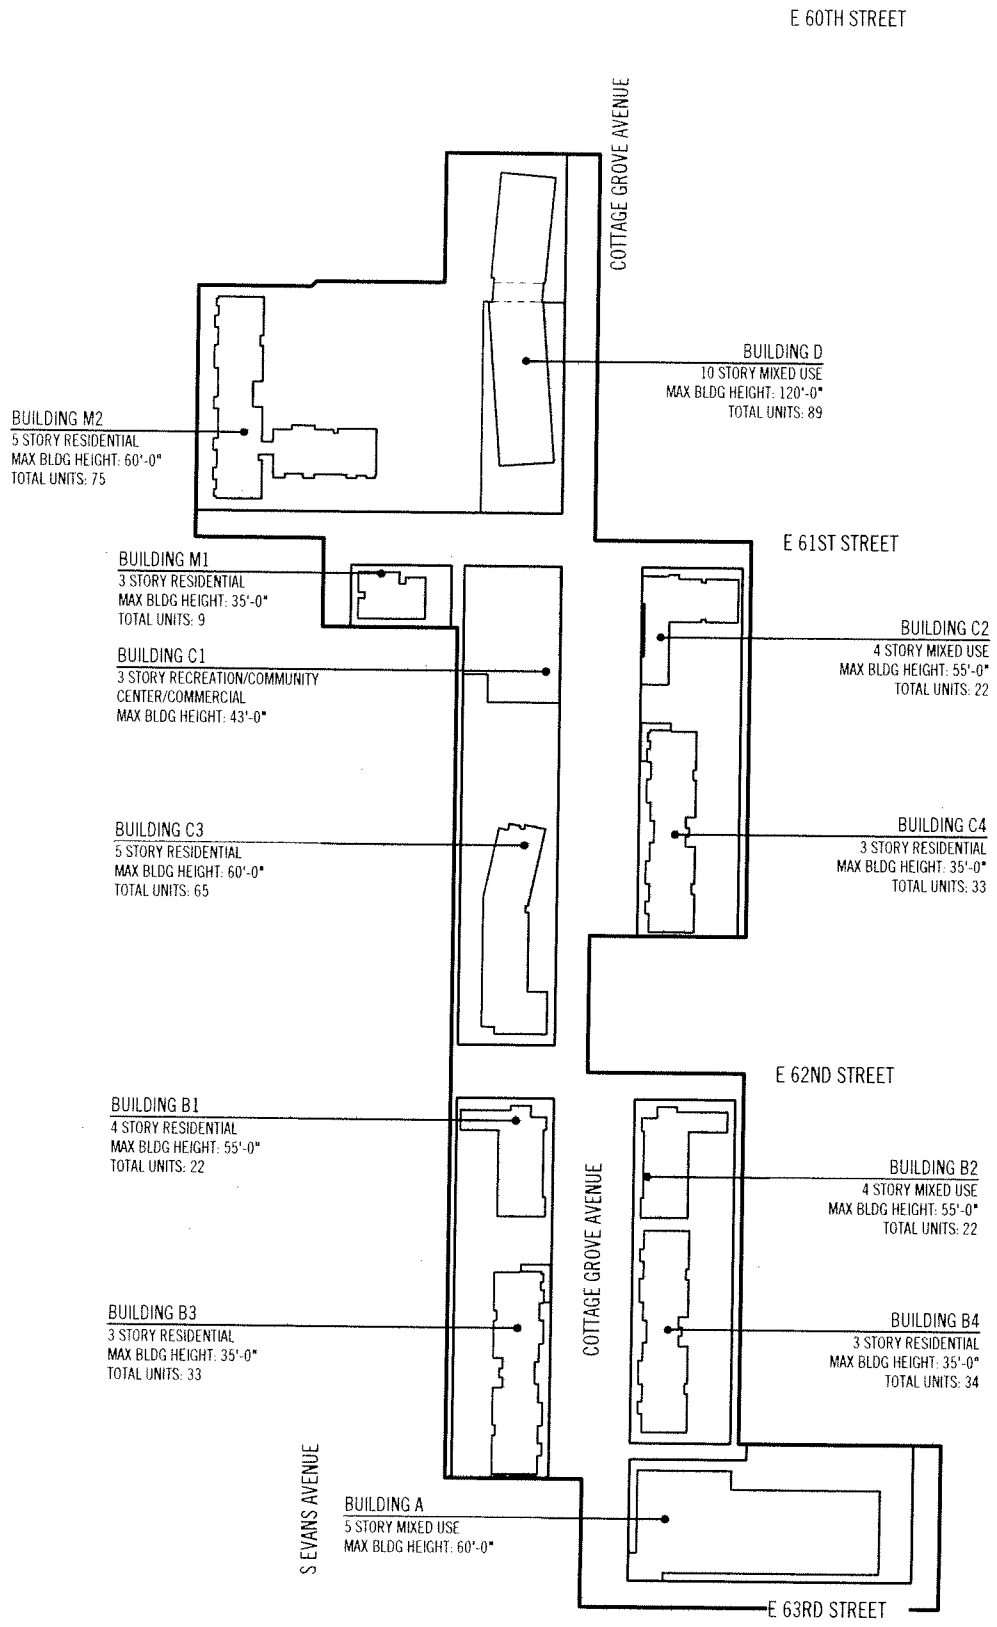 E 60TH STREET
COTTAGE GROVE AVENUE
BUILDING D
10 STORY MIXED USE
MAX BLDG HEIGHT: 120'-0"
TOTAL UNITS: 89
BUILDING M2
5 STORY RESIDENTIAL
MAX BLDG HEIGHT: 60'-0"
TOTAL UNITS: 75
E 61ST STREET
BUILDING M1
3 STORY RESIDENTIAL
MAX BLDG HEIGHT: 35'-0"
TOTAL UNITS: 9
BUILDING C2
4 STORY MIXED USE
MAX BLDG HEIGHT: 55'-0"
TOTAL UNITS: 22
BUILDING C1
3 STORY RECREATION/COMMUNITY
CENTER/COMMERCIAL
MAX BLDG HEIGHT: 43'-0"
BUILDING C4
3 STORY RESIDENTIAL
MAX BLDG HEIGHT: 35'-0"
TOTAL UNITS: 33
BUILDING C3
5 STORY RESIDENTIAL
MAX BLDG HEIGHT: 60'-0"
TOTAL UNITS: 65
E 62ND STREET
BUILDING B1
4 STORY RESIDENTIAL
MAX BLDG HEIGHT: 55'-0"
TOTAL UNITS: 22
BUILDING B2
4 STORY MIXED USE
MAX BLDG HEIGHT: 55'-0"
TOTAL UNITS: 22
COTTAGE GROVE AVENUE
BUILDING B3
3 STORY RESIDENTIAL
MAX BLDG HEIGHT: 35'-0"
TOTAL UNITS: 33
BUILDING B4
3 STORY RESIDENTIAL
MAX BLDG HEIGHT: 35'-0"
TOTAL UNITS: 34
S EVANS AVENUE
BUILDING A
5 STORY MIXED USE
MAX BLDG HEIGHT: 60'-0"
E 63RD STREET